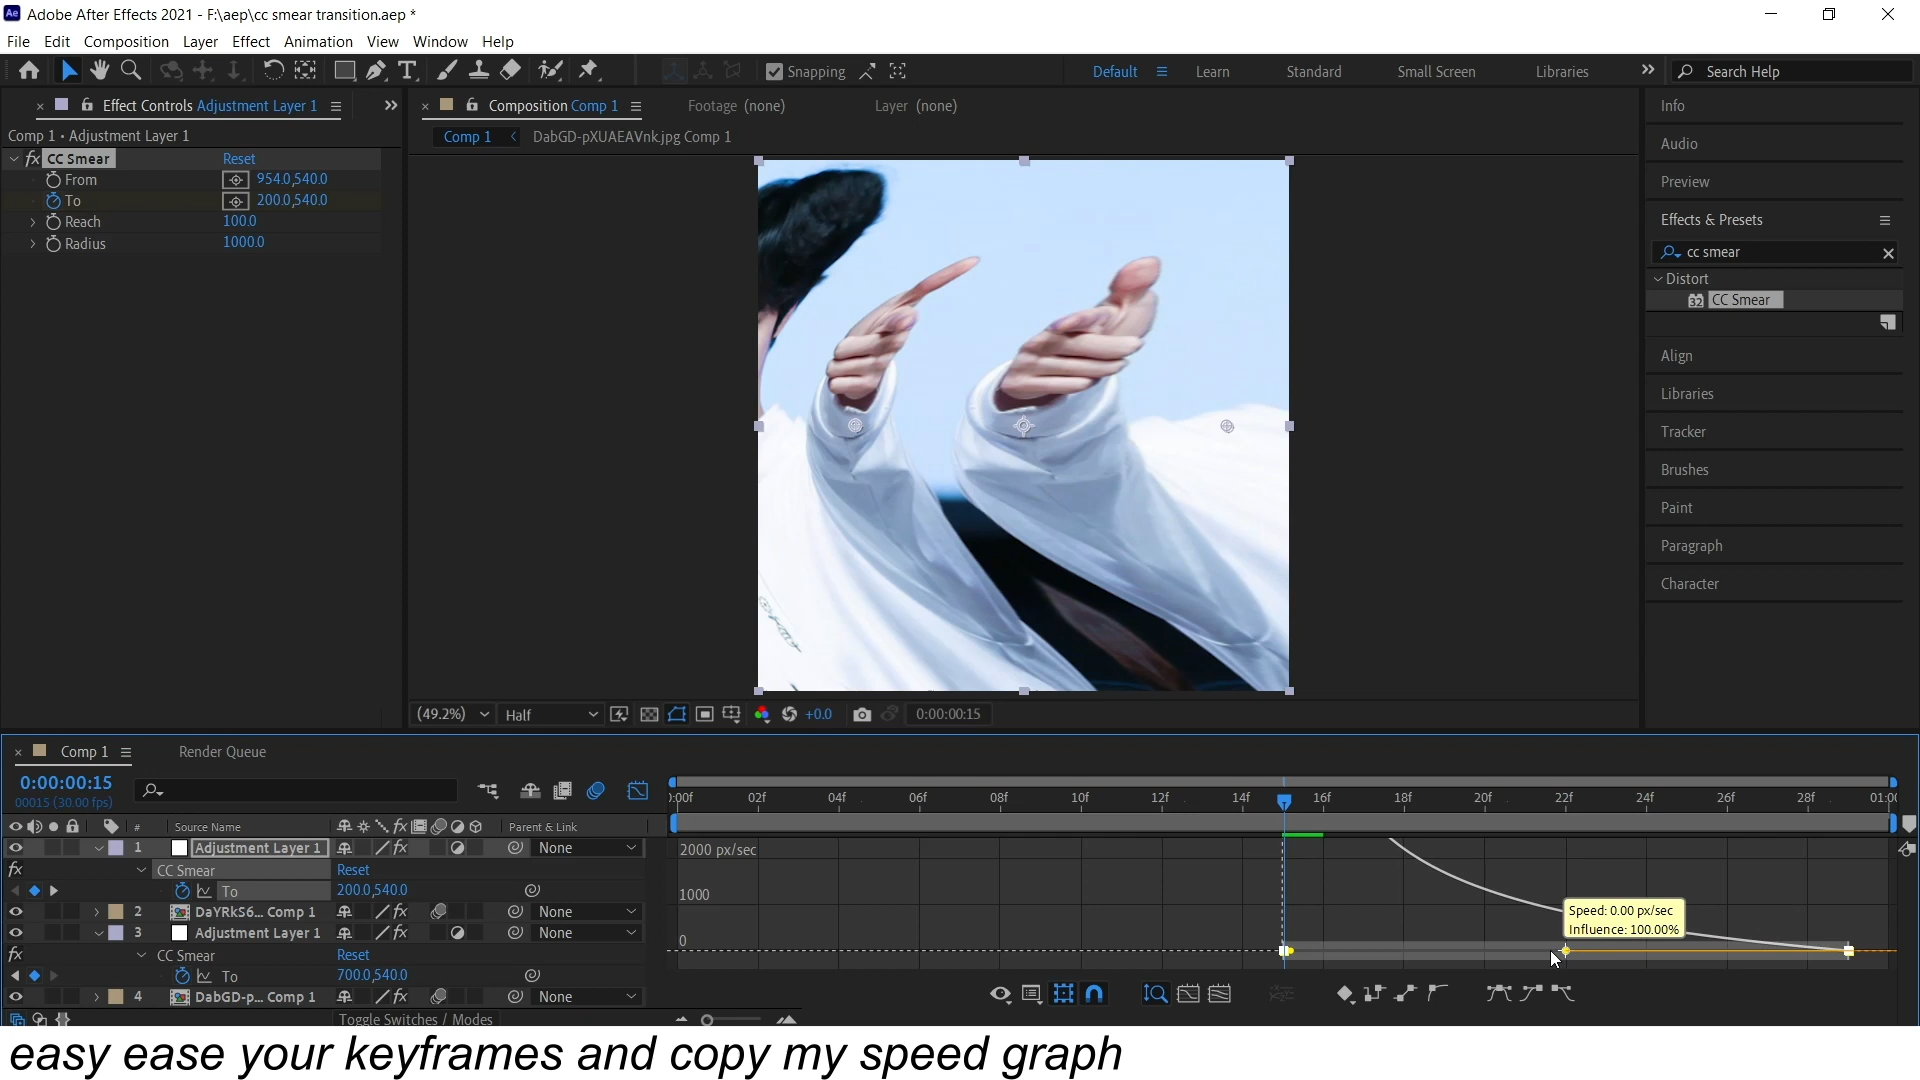 Ae Adobe After Effects 2021 - F:\aep\cc smear transition.aep *
File Edit Composition Layer Effect Animation View Window Help
Snapping Default Learn Standard Small Screen Libraries Search Help
Effect Controls Adjustment Layer 1
Composition Comp 1 Footage (none) Layer (none)
Comp 1 • Adjustment Layer 1
Comp 1 DabGD-pXUAEAVnk.jpg Comp 1
fx CC Smear Reset
From 954.0,540.0
To 200.0,540.0
Reach 100.0
Radius 1000.0
Info
Audio
Preview
Effects & Presets
cc smear
Distort
32 CC Smear
Align
Libraries
Tracker
Brushes
Paint
Paragraph
Character
(49.2%) Half +0.0 0:00:00:15
Comp 1 Render Queue
0:00:00:15
00015 (30.00 fps)
):00f 02f 04f 06f 08f 10f 12f 14f 16f 18f 20f 22f 24f 26f 28f 01:0(
# Source Name fx Parent & Link
1 Adjustment Layer 1 fx None
fx CC Smear Reset
To 200.0,540.0
2 DaYRkS6... Comp 1 fx None
3 Adjustment Layer 1 fx None
fx CC Smear Reset
To 700.0,540.0
4 DabGD-p... Comp 1 fx None
Toggle Switches / Modes
2000 px/sec
1000
0
Speed: 0.00 px/sec
Influence: 100.00%
easy ease your keyframes and copy my speed graph